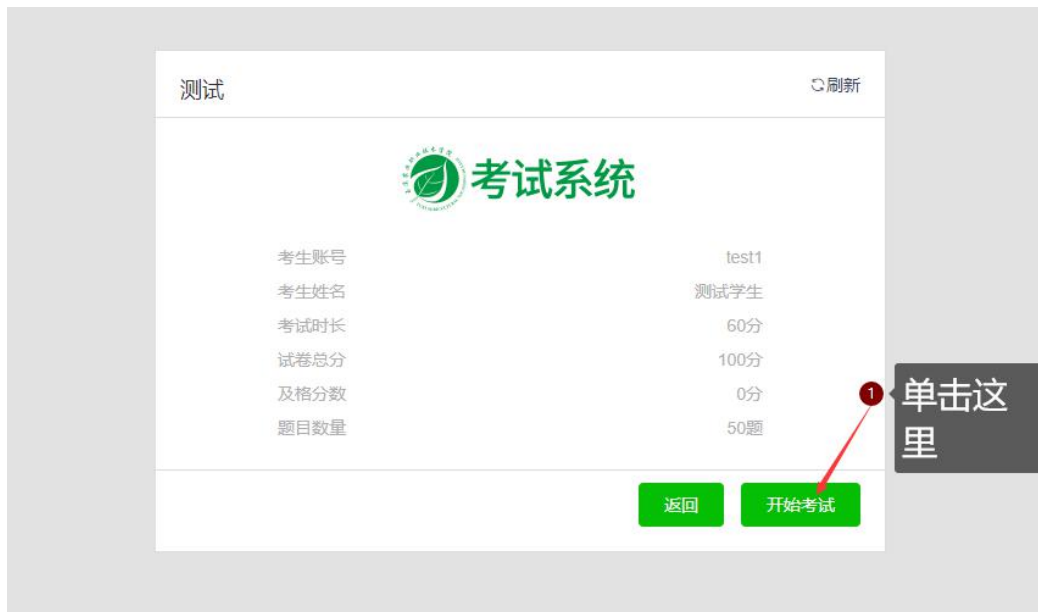 测试
刷新
考试系统
考生账号 test1
考生姓名 测试学生
考试时长 60分
试卷总分 100分
及格分数 0分
题目数量 50题
1
单击这
里
返回 开始考试